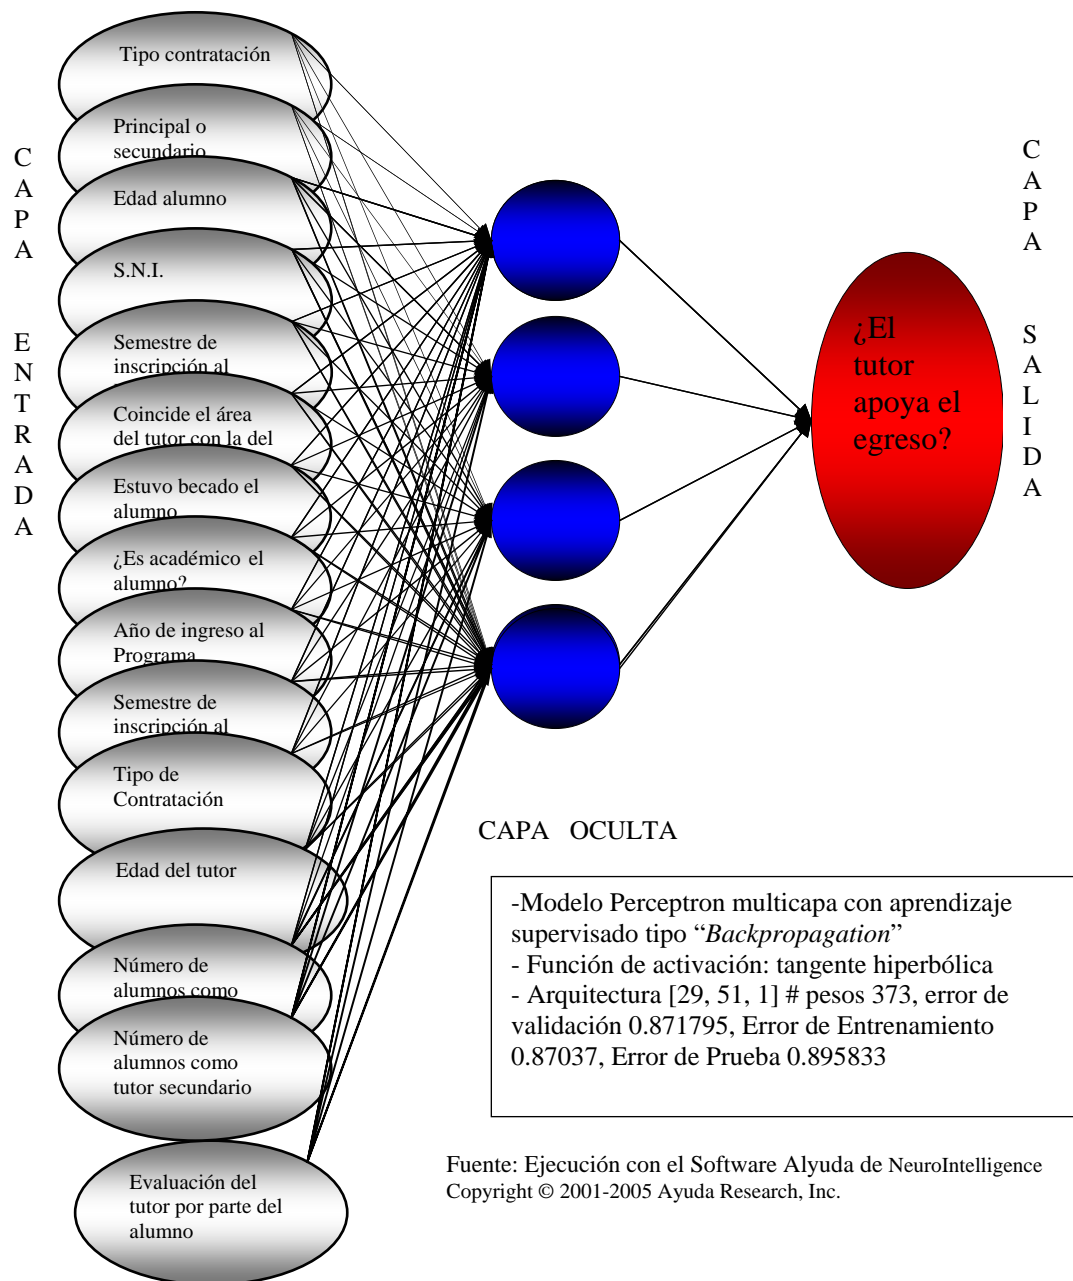 Tipo contratación
Principal o
secundario
Edad alumno
S.N.I.
Semestre de
inscripción al
Coincide el área
del tutor con la del
Estuvo becado el
alumno
¿Es académico el
alumno?
Año de ingreso al
Programa
Semestre de
inscripción al
Tipo de
Contratación
Edad del tutor
Número de
alumnos como
Número de
alumnos como
tutor secundario
Evaluación del
tutor por parte del
alumno
CAPA ENTRADA
CAPA OCULTA
¿El
tutor
apoya el
egreso?
CAPA SALIDA
-Modelo Perceptron multicapa con aprendizaje
supervisado tipo “Backpropagation”
- Función de activación: tangente hiperbólica
- Arquitectura [29, 51, 1] # pesos 373, error de
validación 0.871795, Error de Entrenamiento
0.87037, Error de Prueba 0.895833
Fuente: Ejecución con el Software Alyuda de NeuroIntelligence
Copyright © 2001-2005 Ayuda Research, Inc.